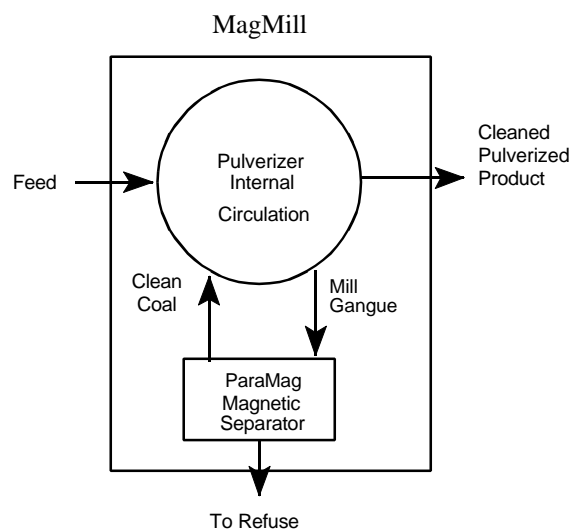 MagMill
Feed
Pulverizer
Internal
Circulation
Cleaned
Pulverized
Product
Clean
Coal
Mill
Gangue
ParaMag
Magnetic
Separator
To Refuse